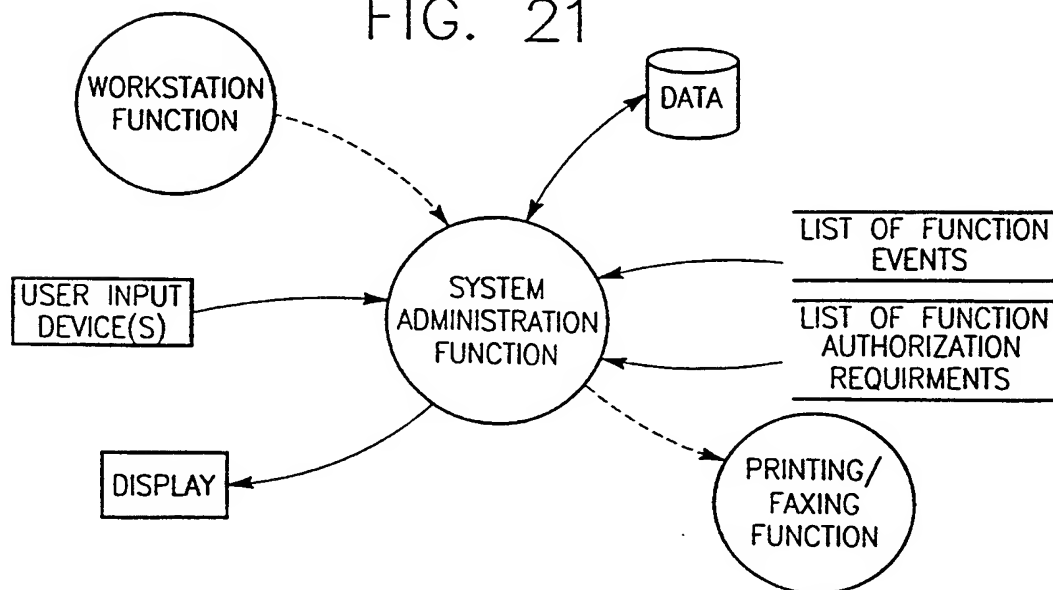 FIG. 21
WORKSTATION
FUNCTION
DATA
LIST OF FUNCTION
EVENTS
USER INPUT
DEVICE(S)
SYSTEM
ADMINISTRATION
FUNCTION
LIST OF FUNCTION
AUTHORIZATION
REQUIRMENTS
DISPLAY
PRINTING/
FAXING
FUNCTION